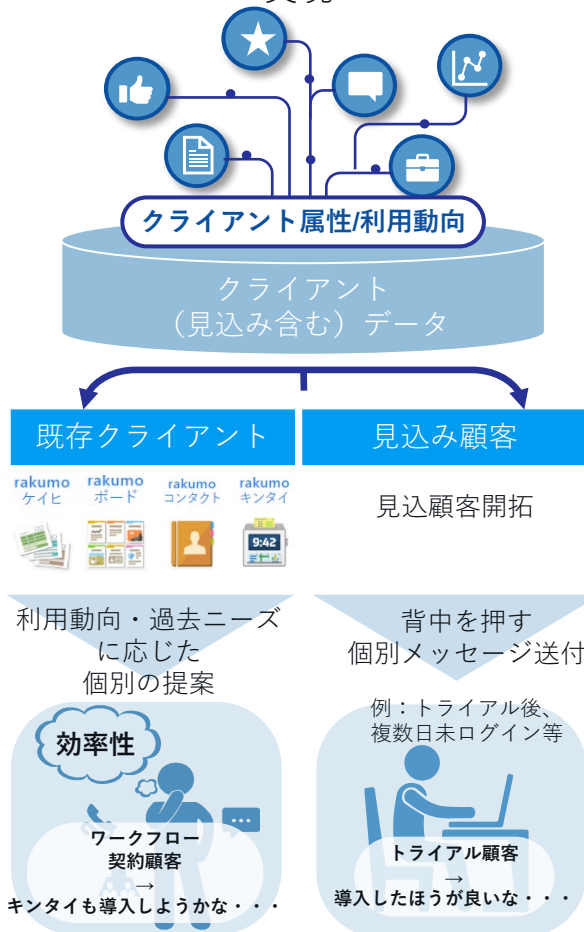 クライアント属性/利用動向
クライアント
（見込み含む）データ
既存クライアント
見込み顧客
rakumo
ケイヒ
rakumo
ボード
rakumo
コンタクト
rakumo
キンタイ
9:42
見込顧客開拓
利用動向・過去ニーズ
に応じた
個別の提案
背中を押す
個別メッセージ送付
例：トライアル後、
複数日未ログイン等
効率性
ワークフロー
契約顧客
→
キンタイも導入しようかな・・・
トライアル顧客
→
導入したほうが良いな・・・